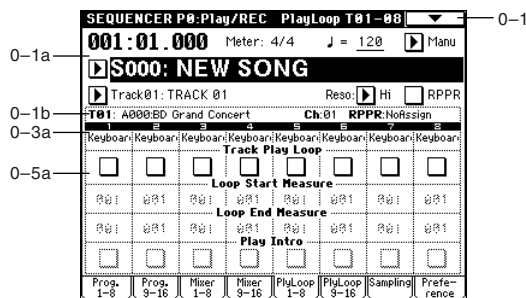 SEQUENCER P0:Play/REC PlayLoop T01-08
0–1
001:01.000 Meter: 4/4 ♩ = 120 Manu
0–1a
S000: NEW SONG
Track01: TRACK 01 Reso: Hi RPPR
0–1b
T01: A000:BD Grand Concert Ch:01 RPPR:NoAssign
0–3a
1 2 3 4 5 6 7 8
Keyboar Keyboar Keyboar Keyboar Keyboar Keyboar Keyboar Keyboar
Track Play Loop
0–5a
Loop Start Measure
001 001 001 001 001 001 001 001
Loop End Measure
001 001 001 001 001 001 001 001
Play Intro
Prog. 1-8 Prog. 9-16 Mixer 1-8 Mixer 9-16 PlyLoop 1-8 PlyLoop 9-16 Sampling Prefe-rence